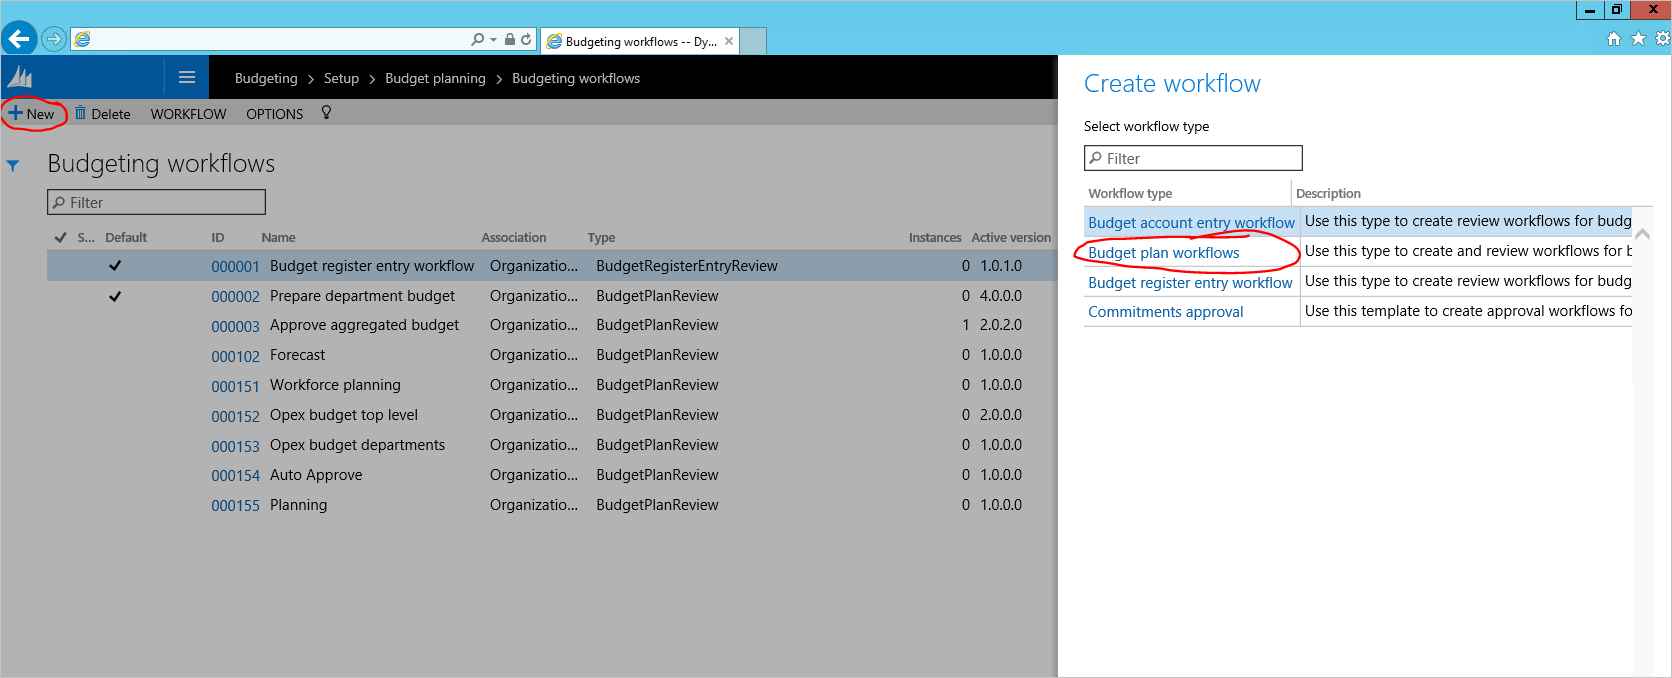 Budgeting workflows -- Dy...
Budgeting > Setup > Budget planning > Budgeting workflows
New Delete WORKFLOW OPTIONS
Budgeting workflows
Filter
S... Default ID Name Association Type Instances Active version
000001 Budget register entry workflow Organizatio... BudgetRegisterEntryReview 0 1.0.1.0
000002 Prepare department budget Organizatio... BudgetPlanReview 0 4.0.0.0
000003 Approve aggregated budget Organizatio... BudgetPlanReview 1 2.0.2.0
000102 Forecast Organizatio... BudgetPlanReview 0 1.0.0.0
000151 Workforce planning Organizatio... BudgetPlanReview 0 1.0.0.0
000152 Opex budget top level Organizatio... BudgetPlanReview 0 2.0.0.0
000153 Opex budget departments Organizatio... BudgetPlanReview 0 1.0.0.0
000154 Auto Approve Organizatio... BudgetPlanReview 0 1.0.0.0
000155 Planning Organizatio... BudgetPlanReview 0 1.0.0.0
Create workflow
Select workflow type
Filter
Workflow type Description
Budget account entry workflow Use this type to create review workflows for budg
Budget plan workflows Use this type to create and review workflows for b
Budget register entry workflow Use this type to create review workflows for budg
Commitments approval Use this template to create approval workflows fo